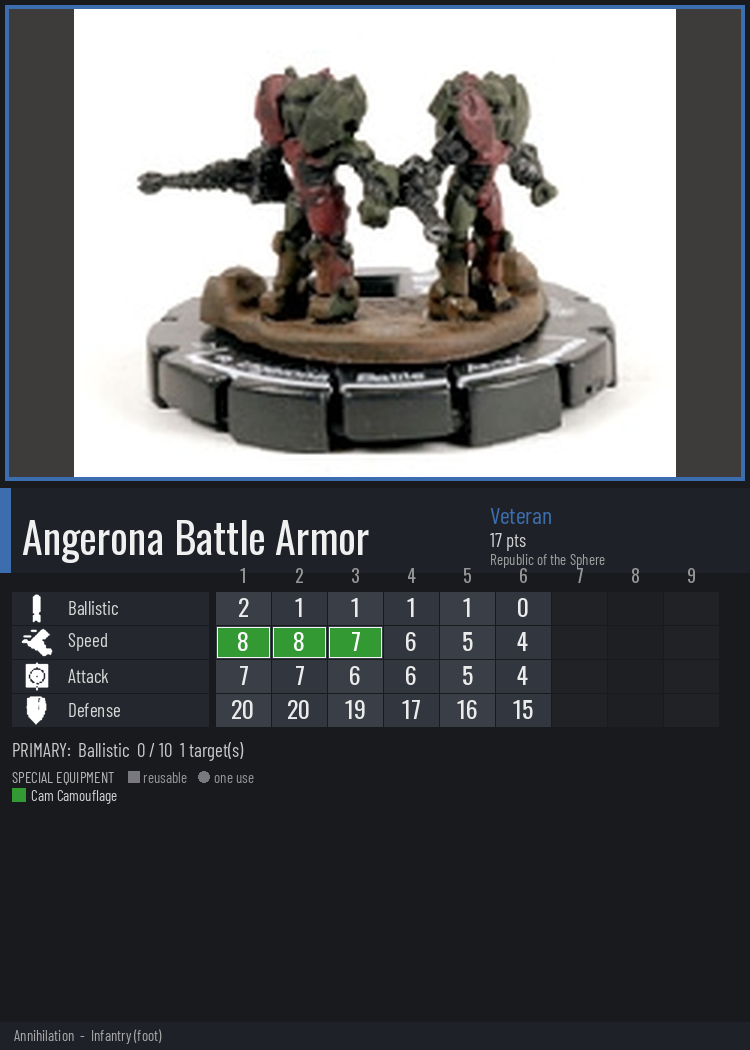 Angerona Battle Armor
Veteran
17 pts
Republic of the Sphere
1 2 3 4 5 6 7 8 9
Ballistic 2 1 1 1 1 0
Speed 8 8 7 6 5 4
Attack 7 7 6 6 5 4
Defense 20 20 19 17 16 15
PRIMARY: Ballistic 0 / 10 1 target(s)
SPECIAL EQUIPMENT reusable one use
Cam Camouflage
Annihilation - Infantry (foot)